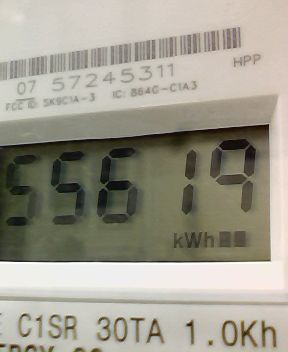 07 57245311 HPP
FCC ID: SK9C1A-3 IC: 864G-C1A3
55619
kWh
C1SR 30TA 1.0Kh